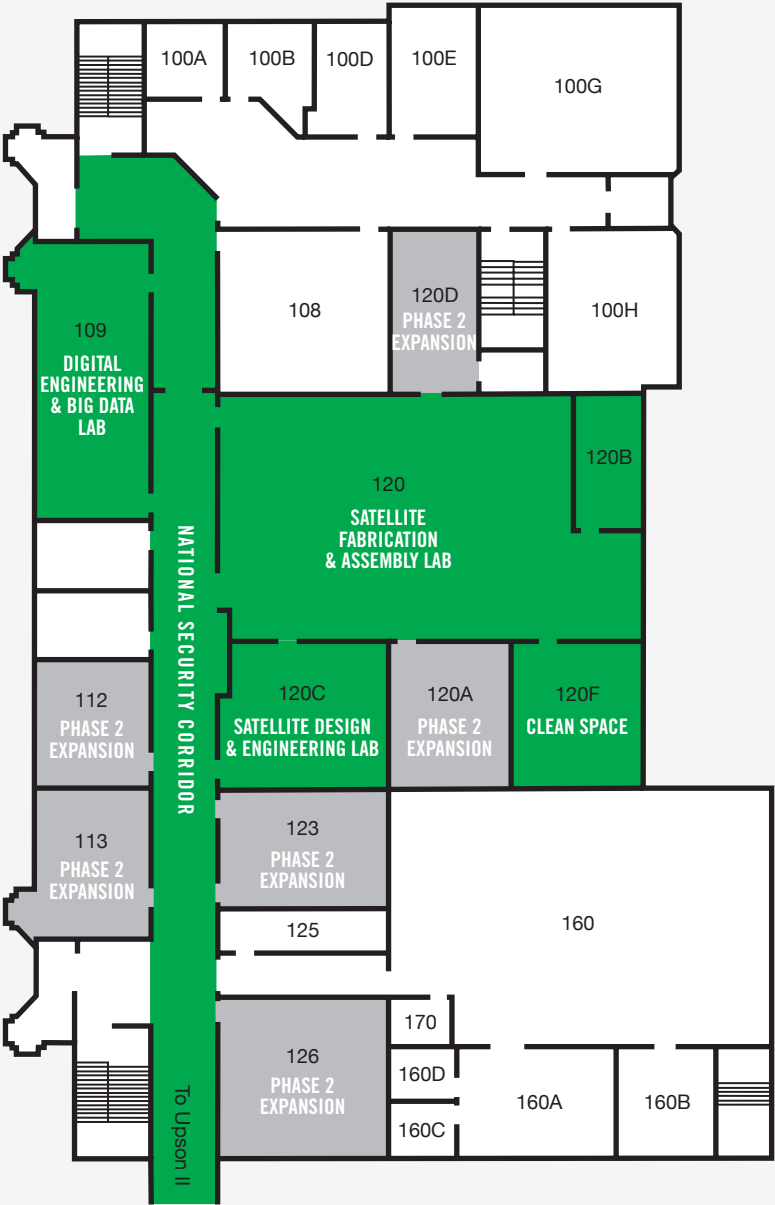 100A
100B
100D
100E
100G
108
120D
PHASE 2
EXPANSION
100H
109
DIGITAL
ENGINEERING
& BIG DATA
LAB
120
SATELLITE
FABRICATION
& ASSEMBLY LAB
120B
NATIONAL SECURITY CORRIDOR
112
PHASE 2
EXPANSION
120C
SATELLITE DESIGN
& ENGINEERING LAB
120A
PHASE 2
EXPANSION
120F
CLEAN SPACE
113
PHASE 2
EXPANSION
123
PHASE 2
EXPANSION
125
160
170
126
PHASE 2
EXPANSION
160D
160C
160A
160B
To Upson II